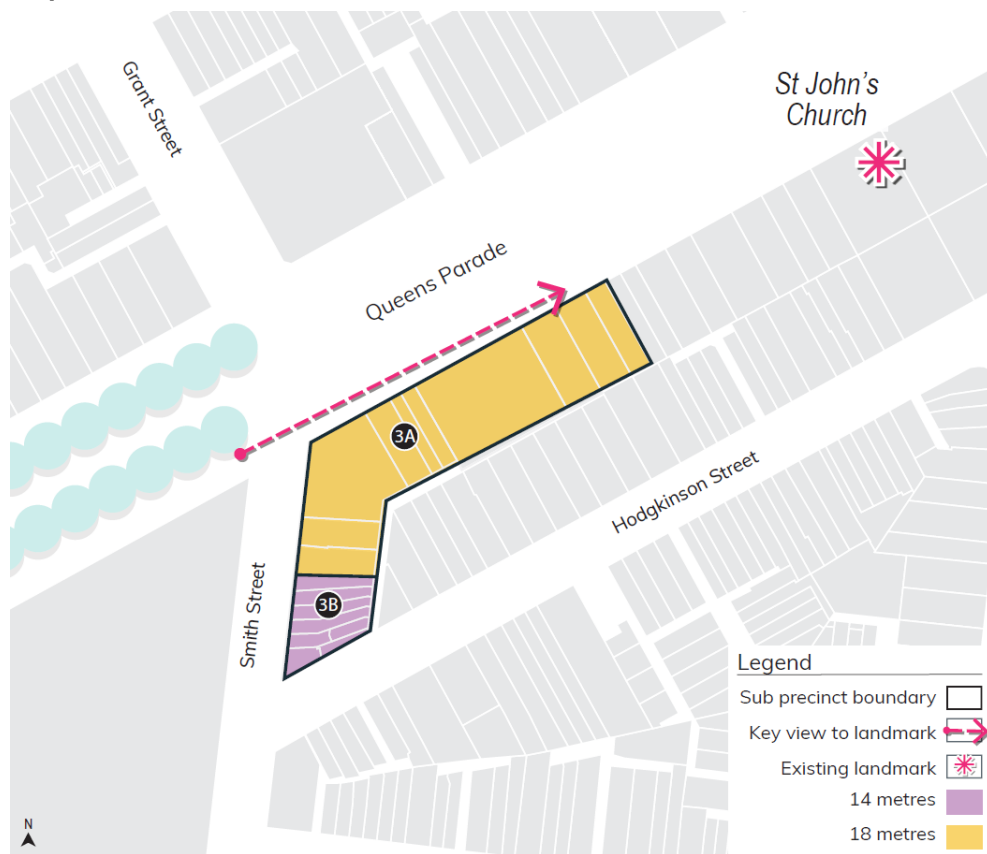 Grant Street
St John's
Church
Queens Parade
3A
Hodgkinson Street
3B
Smith Street
Legend
Sub precinct boundary
Key view to landmark
Existing landmark
14 metres
18 metres
N